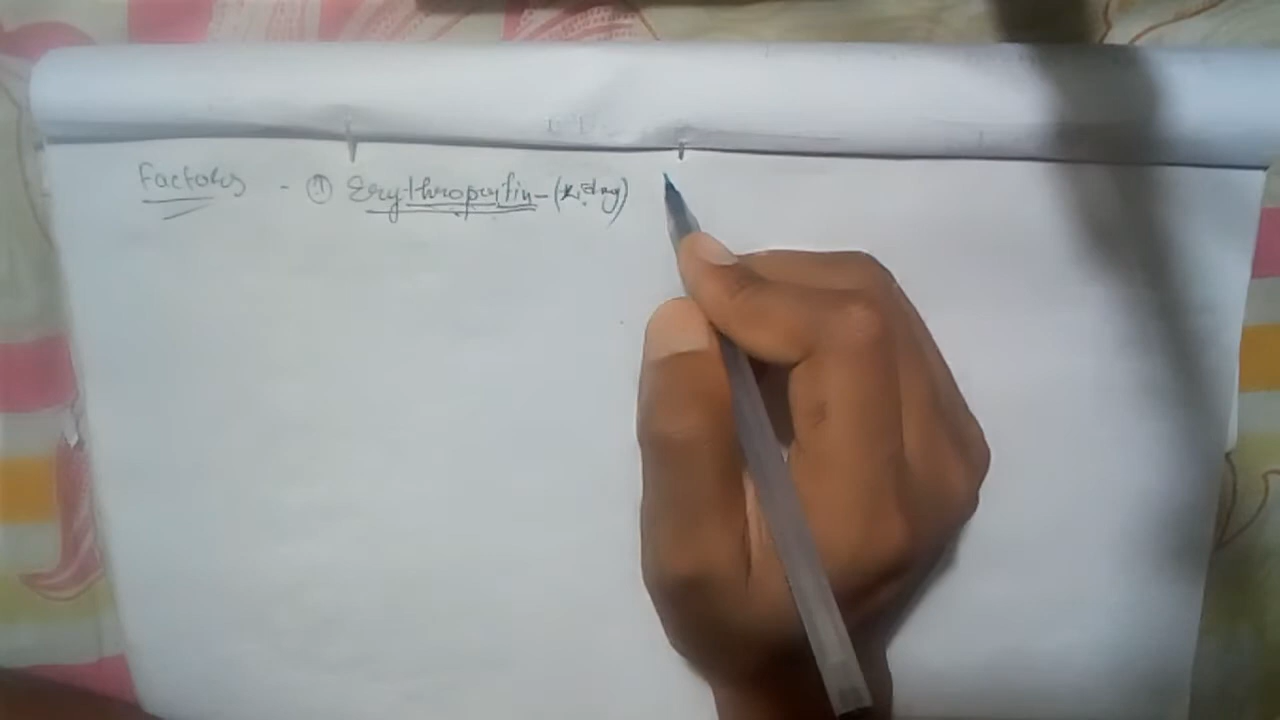 Factors - ① Erythropoietin - (Kidney)